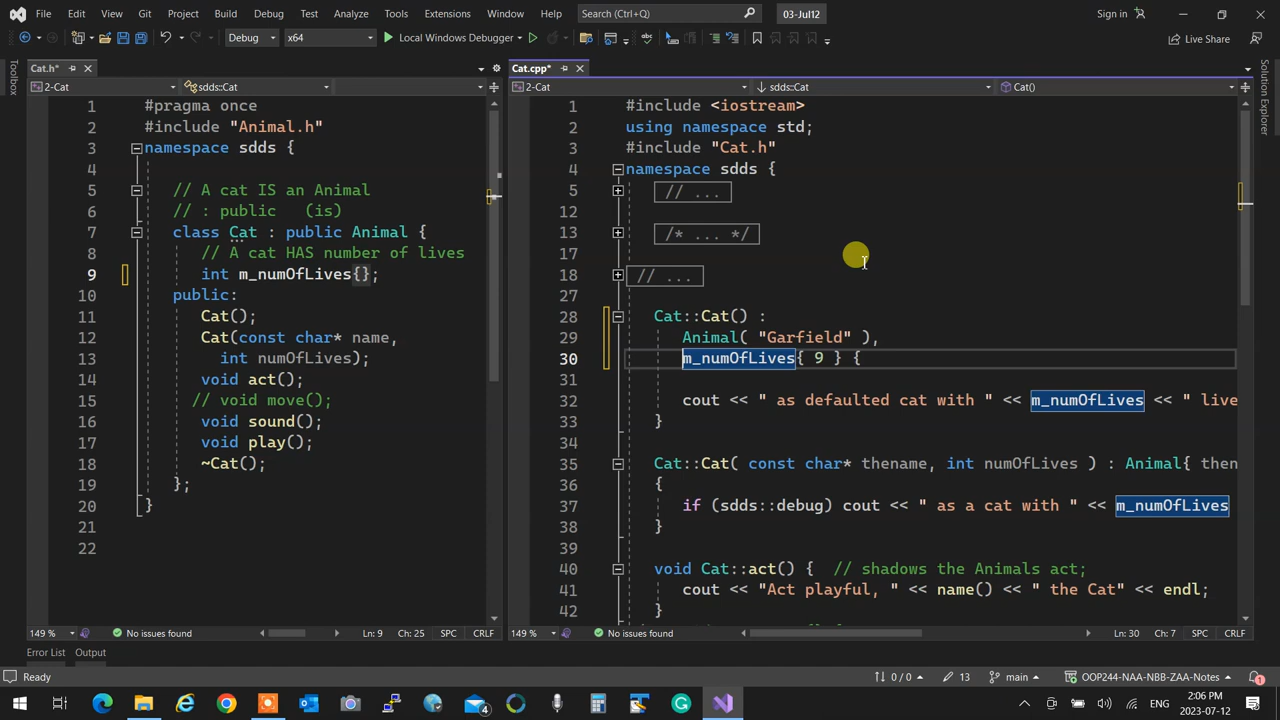 File Edit View Git Project Build Debug Test Analyze Tools Extensions Window Help Search (Ctrl+Q) 03-Jul12 Sign in
Debug x64 Local Windows Debugger Live Share
Toolbox
Solution Explorer
Cat.h*
2-Cat sdds::Cat
1 #pragma once
2 #include "Animal.h"
3 namespace sdds {
4
5 // A cat IS an Animal
6 // : public (is)
7 class Cat : public Animal {
8 // A cat HAS number of lives
9 int m_numOfLives{};
10 public:
11 Cat();
12 Cat(const char* name,
13 int numOfLives);
14 void act();
15 // void move();
16 void sound();
17 void play();
18 ~Cat();
19 };
20 }
21
22
149 % No issues found Ln: 9 Ch: 25 SPC CRLF
Cat.cpp*
2-Cat sdds::Cat Cat()
1 #include <iostream>
2 using namespace std;
3 #include "Cat.h"
4 namespace sdds {
5 // ...
12
13 /* ... */
17
18 // ...
27
28 Cat::Cat() :
29 Animal( "Garfield" ),
30 m_numOfLives{ 9 } {
31
32 cout << " as defaulted cat with " << m_numOfLives << " live
33 }
34
35 Cat::Cat( const char* thename, int numOfLives ) : Animal{ then
36 {
37 if (sdds::debug) cout << " as a cat with " << m_numOfLives
38 }
39
40 void Cat::act() { // shadows the Animals act;
41 cout << "Act playful, " << name() << " the Cat" << endl;
42 }
149 % No issues found Ln: 30 Ch: 7 SPC CRLF
Error List Output
Ready 0 / 0 13 main OOP244-NAA-NBB-ZAA-Notes 1
4 ENG 2:06 PM
2023-07-12